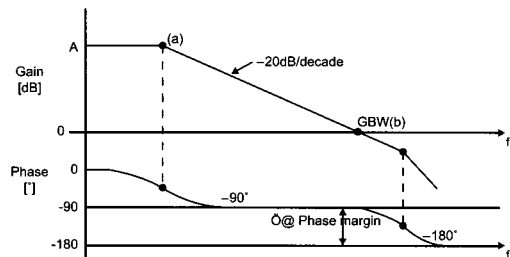 A
(a)
Gain
[dB]
−20dB/decade
GBW(b)
0
f
0
Phase
[°]
−90°
-90
Ö@ Phase margin
−180°
-180
f